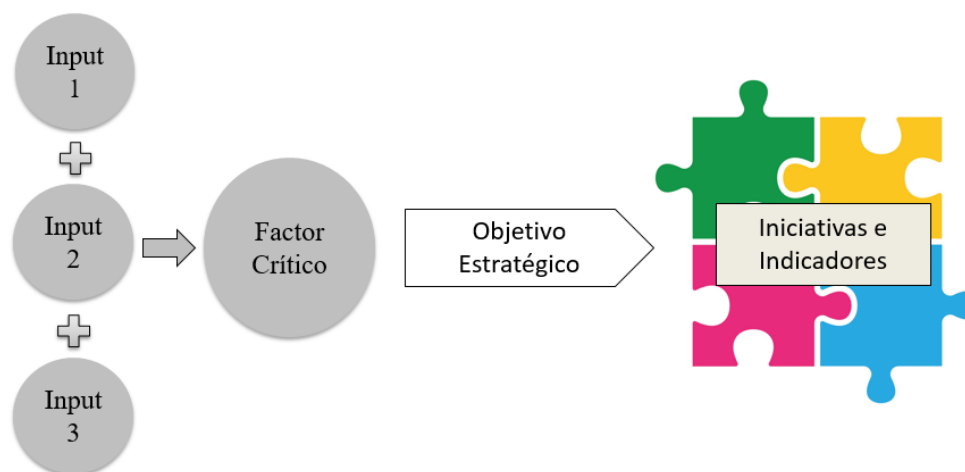 Input
1
Input
2
Input
3
Factor
Crítico
Objetivo
Estratégico
Iniciativas e
Indicadores